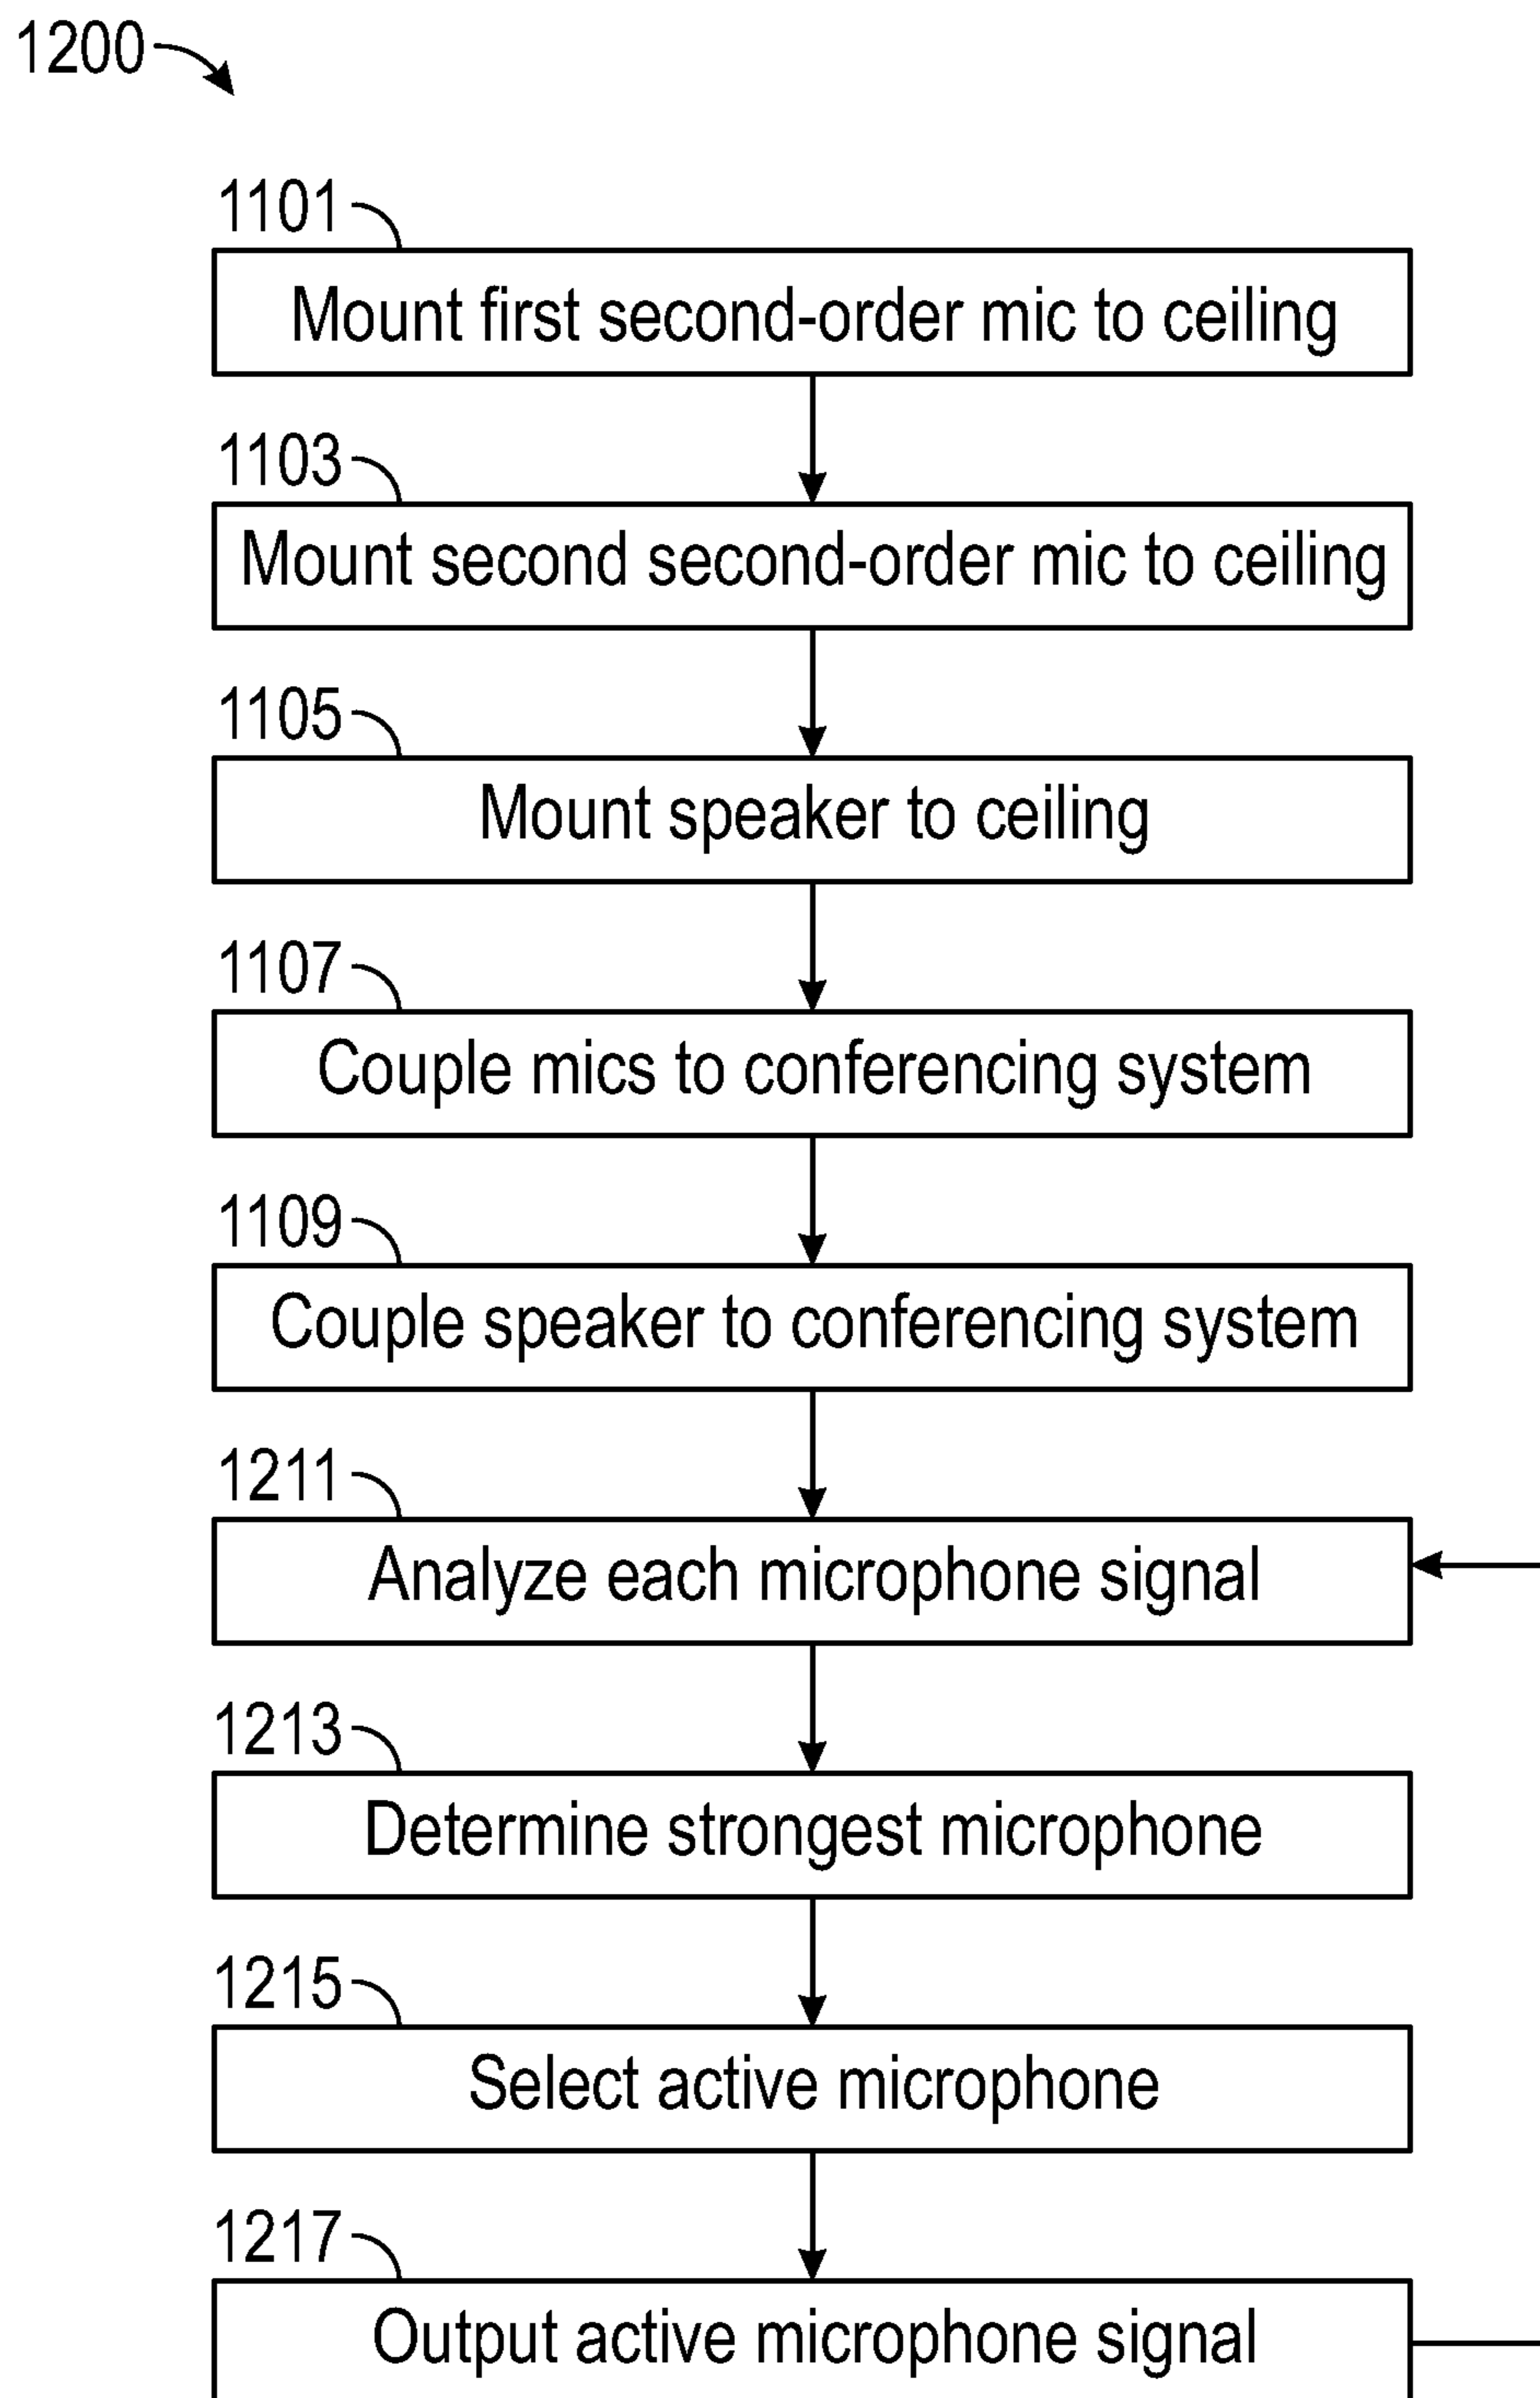 1200
1101
Mount first second-order mic to ceiling
1103
Mount second second-order mic to ceiling
1105
Mount speaker to ceiling
1107
Couple mics to conferencing system
1109
Couple speaker to conferencing system
1211
Analyze each microphone signal
1213
Determine strongest microphone
1215
Select active microphone
1217
Output active microphone signal